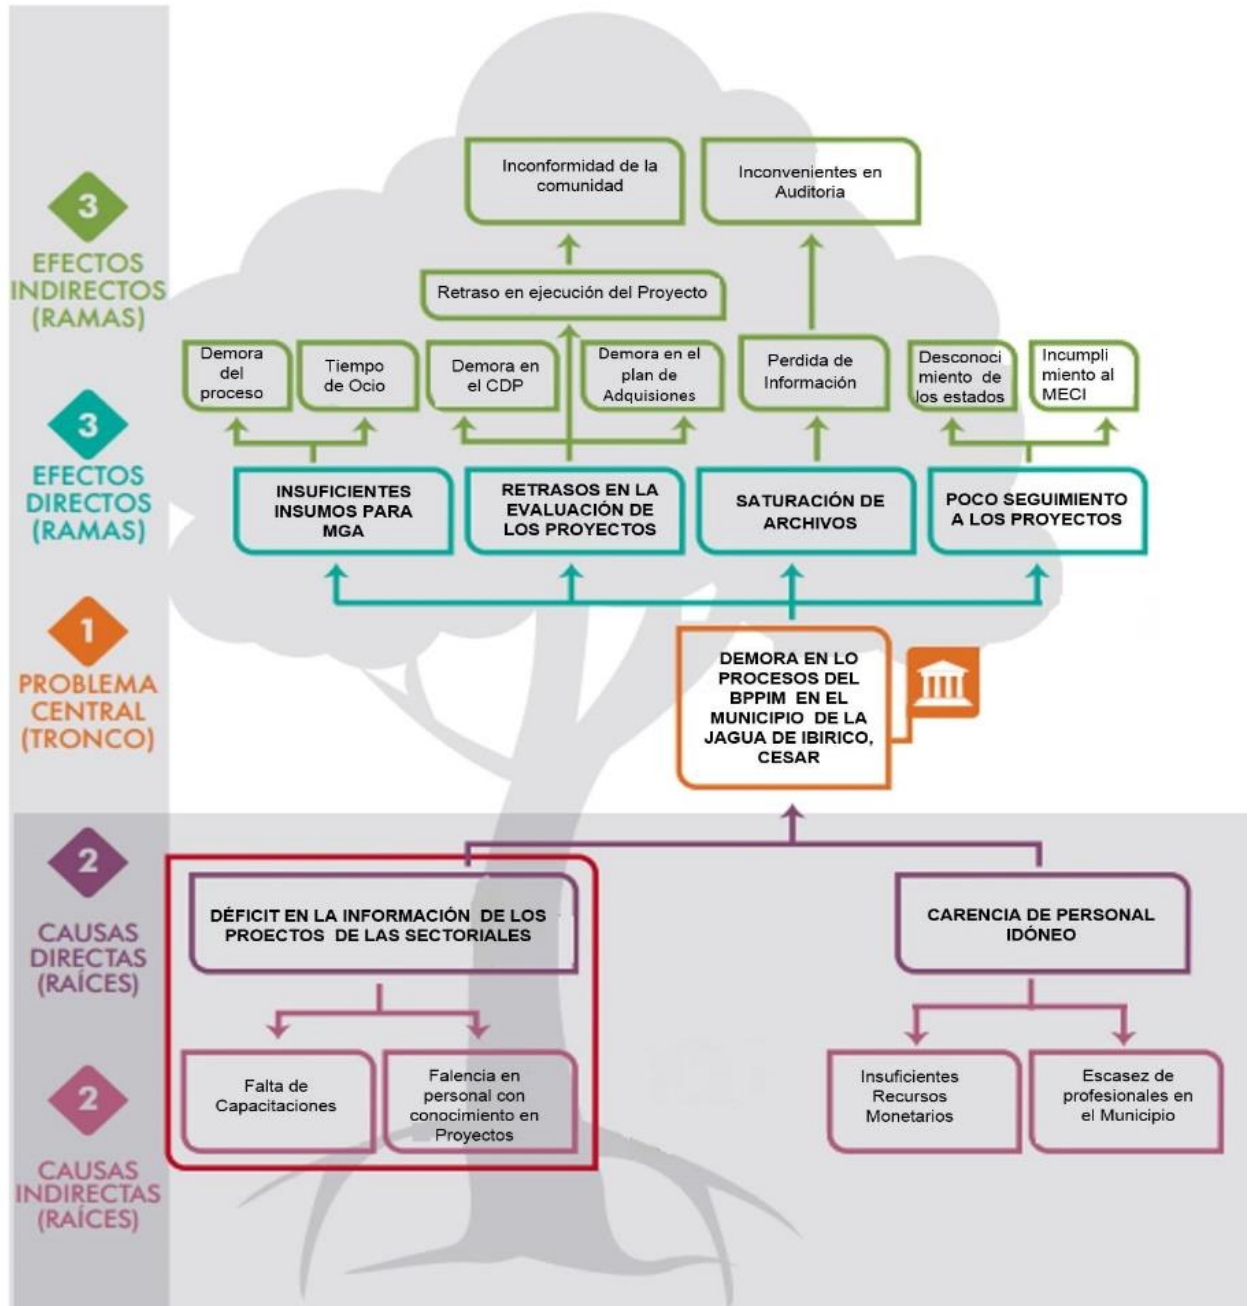 Inconformidad de la
comunidad
Inconvenientes en
Auditoria
3
EFECTOS
INDIRECTOS
(RAMAS)
Retraso en ejecución del Proyecto
Demora
del
proceso
Tiempo
de Ocio
Demora en
el CDP
Demora en el
plan de
Adquisiones
Perdida de
Información
Desconoci
miento de
los estados
Incumpli
miento al
MECI
3
EFECTOS
DIRECTOS
(RAMAS)
INSUFICIENTES
INSUMOS PARA
MGA
RETRASOS EN LA
EVALUACIÓN DE
LOS PROYECTOS
SATURACIÓN DE
ARCHIVOS
POCO SEGUIMIENTO
A LOS PROYECTOS
1
PROBLEMA
CENTRAL
(TRONCO)
DEMORA EN LO
PROCESOS DEL
BPPIM EN EL
MUNICIPIO DE LA
JAGUA DE IBIRICO,
CESAR
2
CAUSAS
DIRECTAS
(RAÍCES)
DÉFICIT EN LA INFORMACIÓN DE LOS
PROECTOS DE LAS SECTORIALES
CARENCIA DE PERSONAL
IDÓNEO
2
CAUSAS
INDIRECTAS
(RAÍCES)
Falta de
Capacitaciones
Falencia en
personal con
conocimiento en
Proyectos
Insuficientes
Recursos
Monetarios
Escasez de
profesionales en
el Municipio